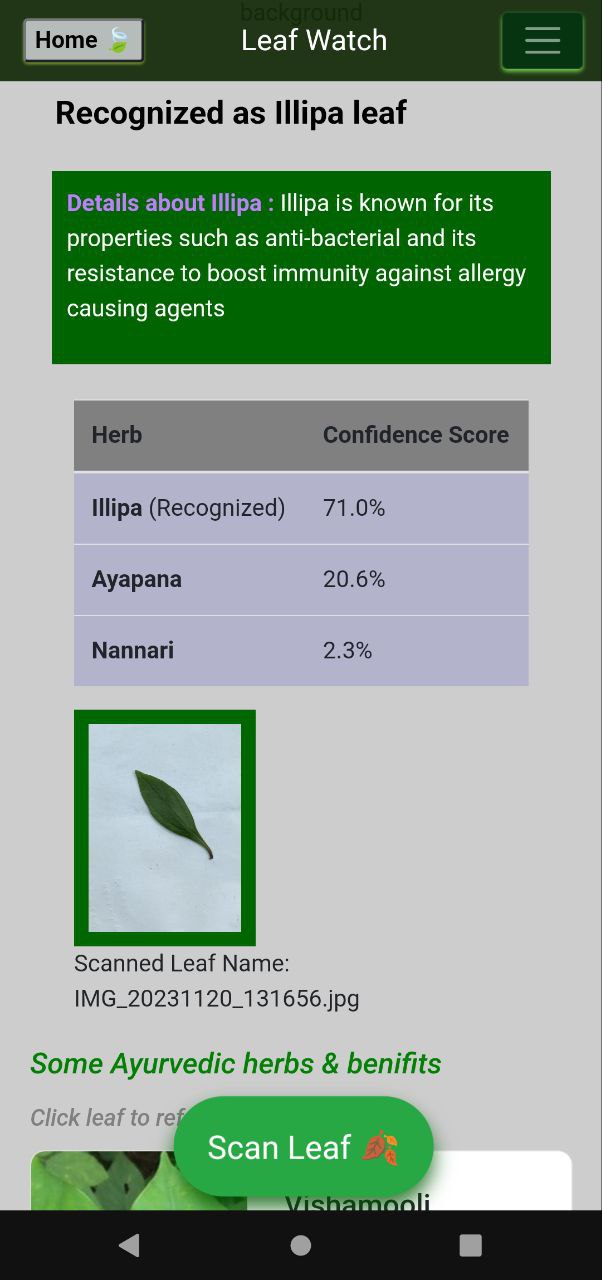 background
Home
Leaf Watch
Recognized as Illipa leaf
Details about Illipa : Illipa is known for its
properties such as anti-bacterial and its
resistance to boost immunity against allergy
causing agents
Herb Confidence Score
Illipa (Recognized) 71.0%
Ayapana 20.6%
Nannari 2.3%
Scanned Leaf Name:
IMG_20231120_131656.jpg
Some Ayurvedic herbs & benifits
Click leaf to ref
Scan Leaf
Vishamooli